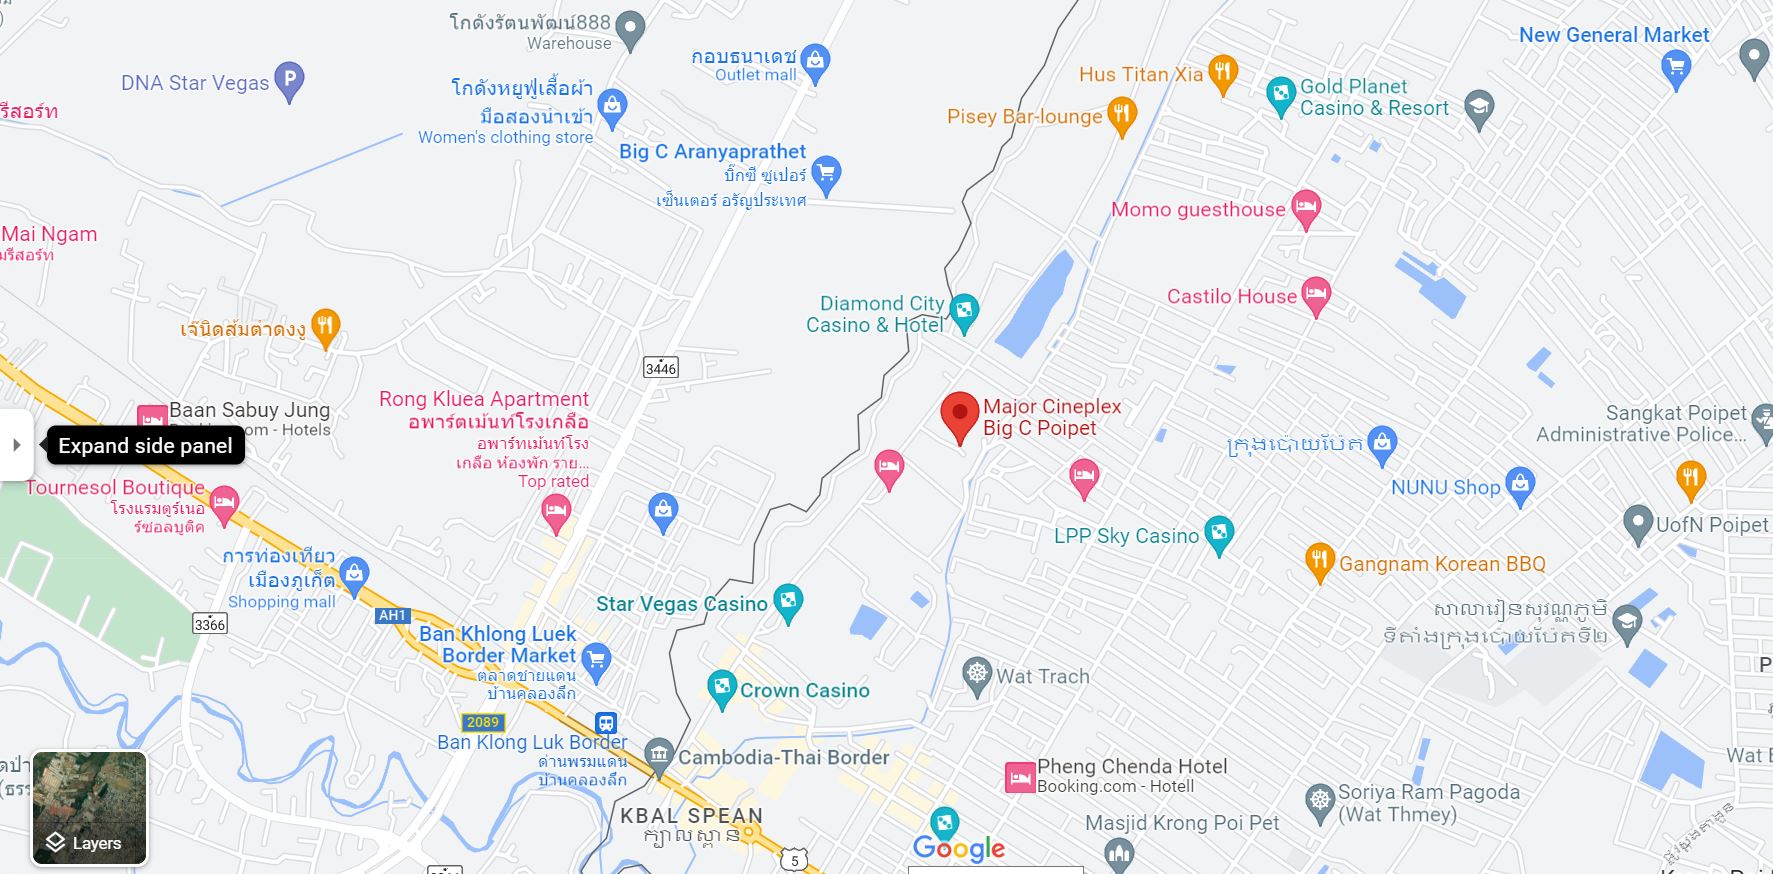 โกดังรัตนพัฒน์888
Warehouse
DNA Star Vegas
P
กอบธนาเดช
Outlet mall
โกดังหยูฟูเสื้อผ้า
มือสองนำเข้า
Women's clothing store
รีสอร์ท
Big C Aranyaprathet
บิ๊กซี ซูเปอร์
เซ็นเตอร์ อรัญประเทศ
Hus Titan Xia
Pisey Bar-lounge
Gold Planet
Casino & Resort
New General Market
Momo guesthouse
Mai Ngam
มรีสอร์ท
Castilo House
Diamond City
Casino & Hotel
เจ๊นิดส้มตำดงงู
3446
Rong Kluea Apartment
อพาร์ตเม้นท์โรงเกลือ
อพาร์ทเม้นท์โรง
เกลือ ห้องพัก ราย...
Top rated
Baan Sabuy Jung
Booking.com - Hotels
Expand side panel
Major Cineplex
Big C Poipet
Sangkat Poipet
Administrative Police...
ក្រុងប៉ោយប៉ែត
NUNU Shop
Tournesol Boutique
โรงแรมตูร์เนอ
ร์ซอลบูติค
UofN Poipet
LPP Sky Casino
Gangnam Korean BBQ
การท่องเที่ยว
เมืองภูเก็ต
Shopping mall
Star Vegas Casino
AH1
3366
សាលារៀនសុវណ្ណភូមិ
ទីតាំងក្រុងប៉ោយប៉ែតទី២
Ban Khlong Luek
Border Market
ตลาดชายแดน
บ้านคลองลึก
Crown Casino
Wat Trach
P
2089
Ban Klong Luk Border
ด่านพรมแดน
บ้านคลองลึก
Cambodia-Thai Border
Pheng Chenda Hotel
Booking.com - Hotell
Wat
Soriya Ram Pagoda
(Wat Thmey)
KBAL SPEAN
ក្បាលស្ពាន
Masjid Krong Poi Pet
Layers
5
Google